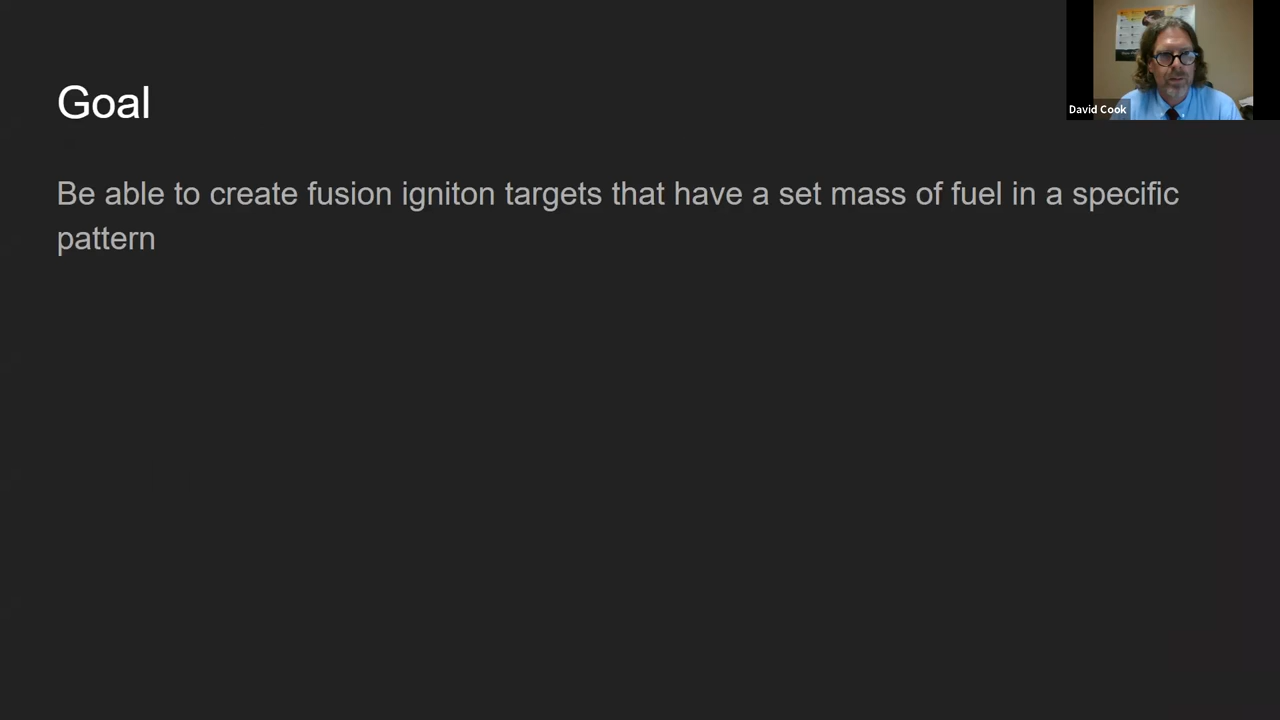 Goal
Be able to create fusion igniton targets that have a set mass of fuel in a specific
pattern
David Cook